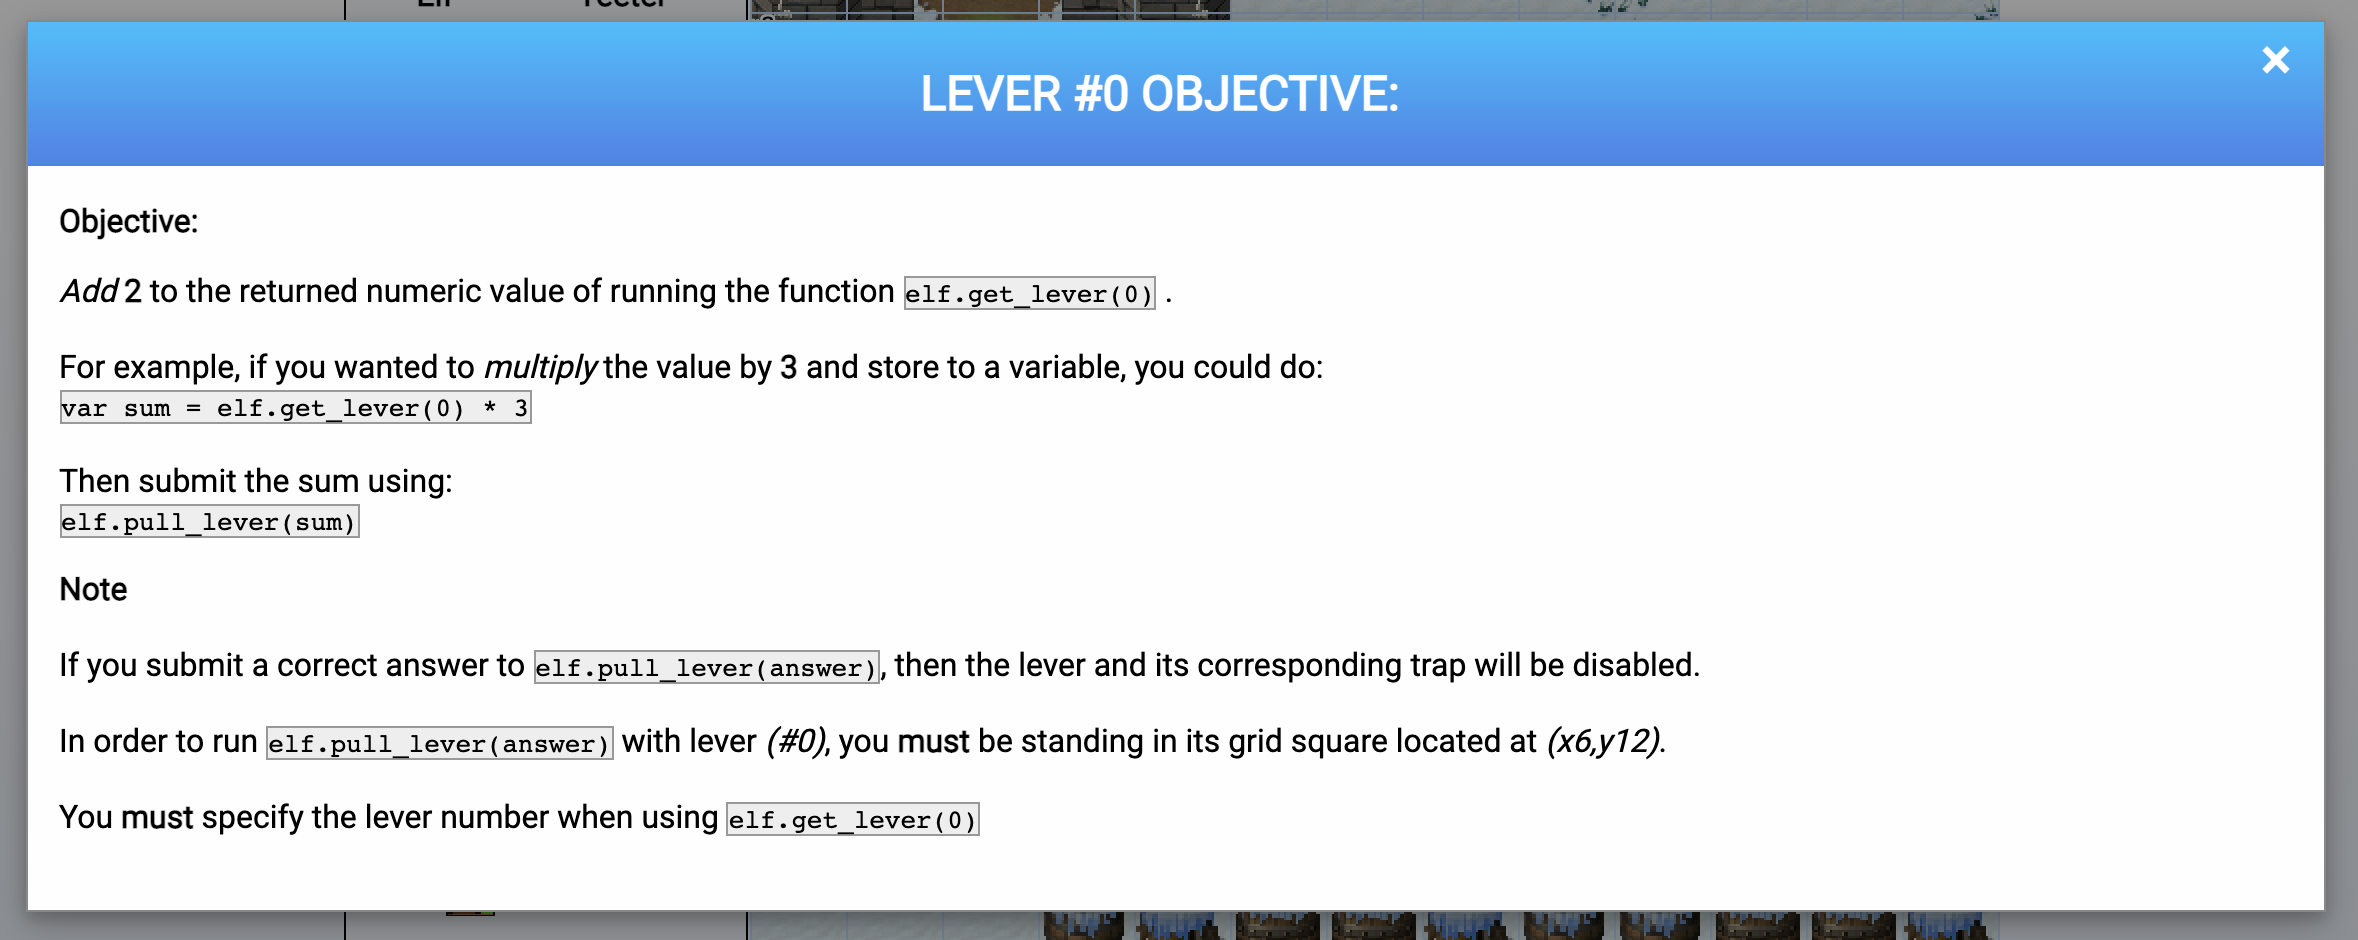 LEVER #0 OBJECTIVE:
Objective:
Add 2 to the returned numeric value of running the function elf.get_lever(0) .
For example, if you wanted to multiply the value by 3 and store to a variable, you could do:
var sum = elf.get_lever(0) * 3
Then submit the sum using:
elf.pull_lever(sum)
Note
If you submit a correct answer to elf.pull_lever(answer), then the lever and its corresponding trap will be disabled.
In order to run elf.pull_lever(answer) with lever (#0), you must be standing in its grid square located at (x6,y12).
You must specify the lever number when using elf.get_lever(0)